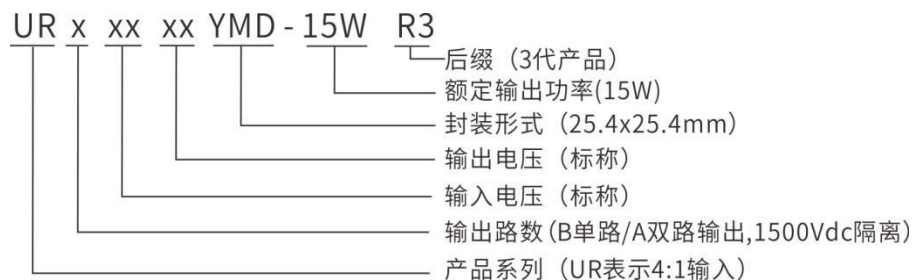 UR x xx xx YMD - 15W R3
后缀（3代产品）
额定输出功率(15W)
封装形式（25.4x25.4mm）
输出电压（标称）
输入电压（标称）
输出路数(B单路/A双路输出,1500Vdc隔离)
产品系列（UR表示4:1输入）